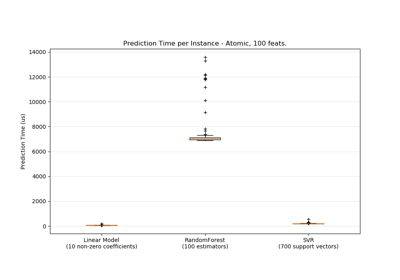 Prediction Time per Instance - Atomic, 100 feats.
14000
12000
10000
8000
6000
4000
2000
0
Prediction Time (us)
Linear Model
(10 non-zero coefficients)
RandomForest
(100 estimators)
SVR
(700 support vectors)